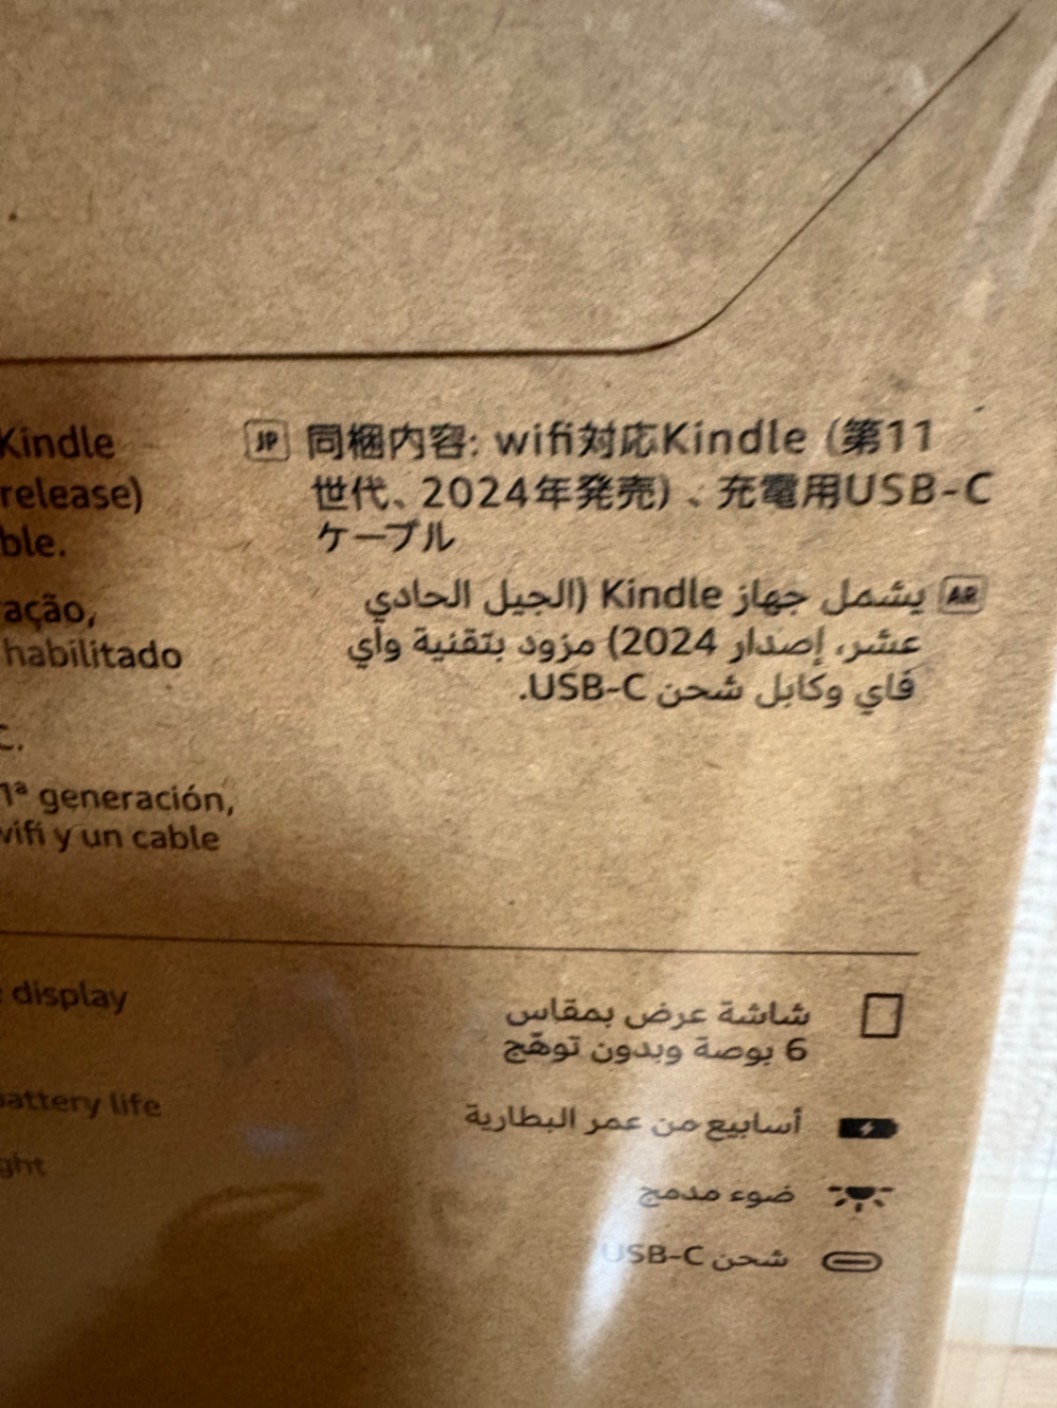 Kindle
release)
ble.
ração,
habilitado
c.
1ª generación,
wifi y un cable
JP 同梱内容: wifi対応Kindle (第11
世代、2024年発売) 、充電用USB-C
ケーブル
AR يشمل جهاز Kindle (الجيل الحادي
عشر، إصدار 2024) مزود بتقنية واي
فاي وكابل شحن USB-C.
display
battery life
ght
شاشة عرض بمقاس
6 بوصة وبدون توهّج
أسابيع من عمر البطارية
ضوء مدمج
شحن USB-C